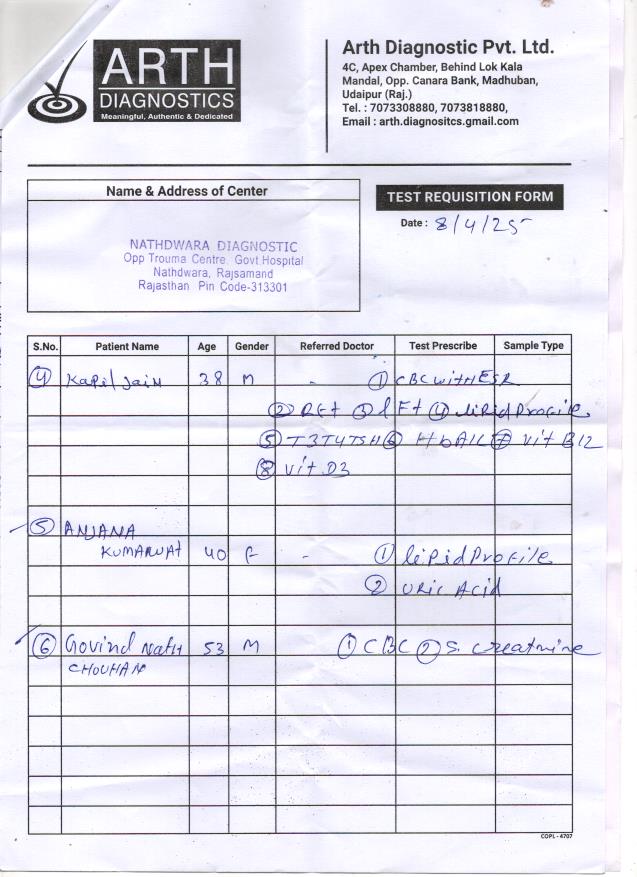 ARTH
DIAGNOSTICS
Meaningful, Authentic & Dedicated
Arth Diagnostic Pvt. Ltd.
4C, Apex Chamber, Behind Lok Kala
Mandal, Opp. Canara Bank, Madhuban,
Udaipur (Raj.)
Tel. : 7073308880, 7073818880,
Email : arth.diagnositcs.gmail.com
Name & Address of Center
NATHDWARA DIAGNOSTIC
Opp Trouma Centre. Govt.Hospital
Nathdwara, Rajsamand
Rajasthan Pin Code-313301
TEST REQUISITION FORM
Date : 8/4/25
S.No. Patient Name Age Gender Referred Doctor Test Prescribe Sample Type
4 Kapil Jain 38 M - 1 CBC with ESR
2 RFt 3 lFt 4 lipid Profile
5 T3T4TSH 6 HbA1C 7 Vit B12
8 Vit D3
5 ANJANA
KUMAWAt 40 F - 1 lipid Profile
2 Uric Acid
6 Govind Nath 53 M 1 CBC 2 S. Creatnine
CHOUHAN
COPL - 4707